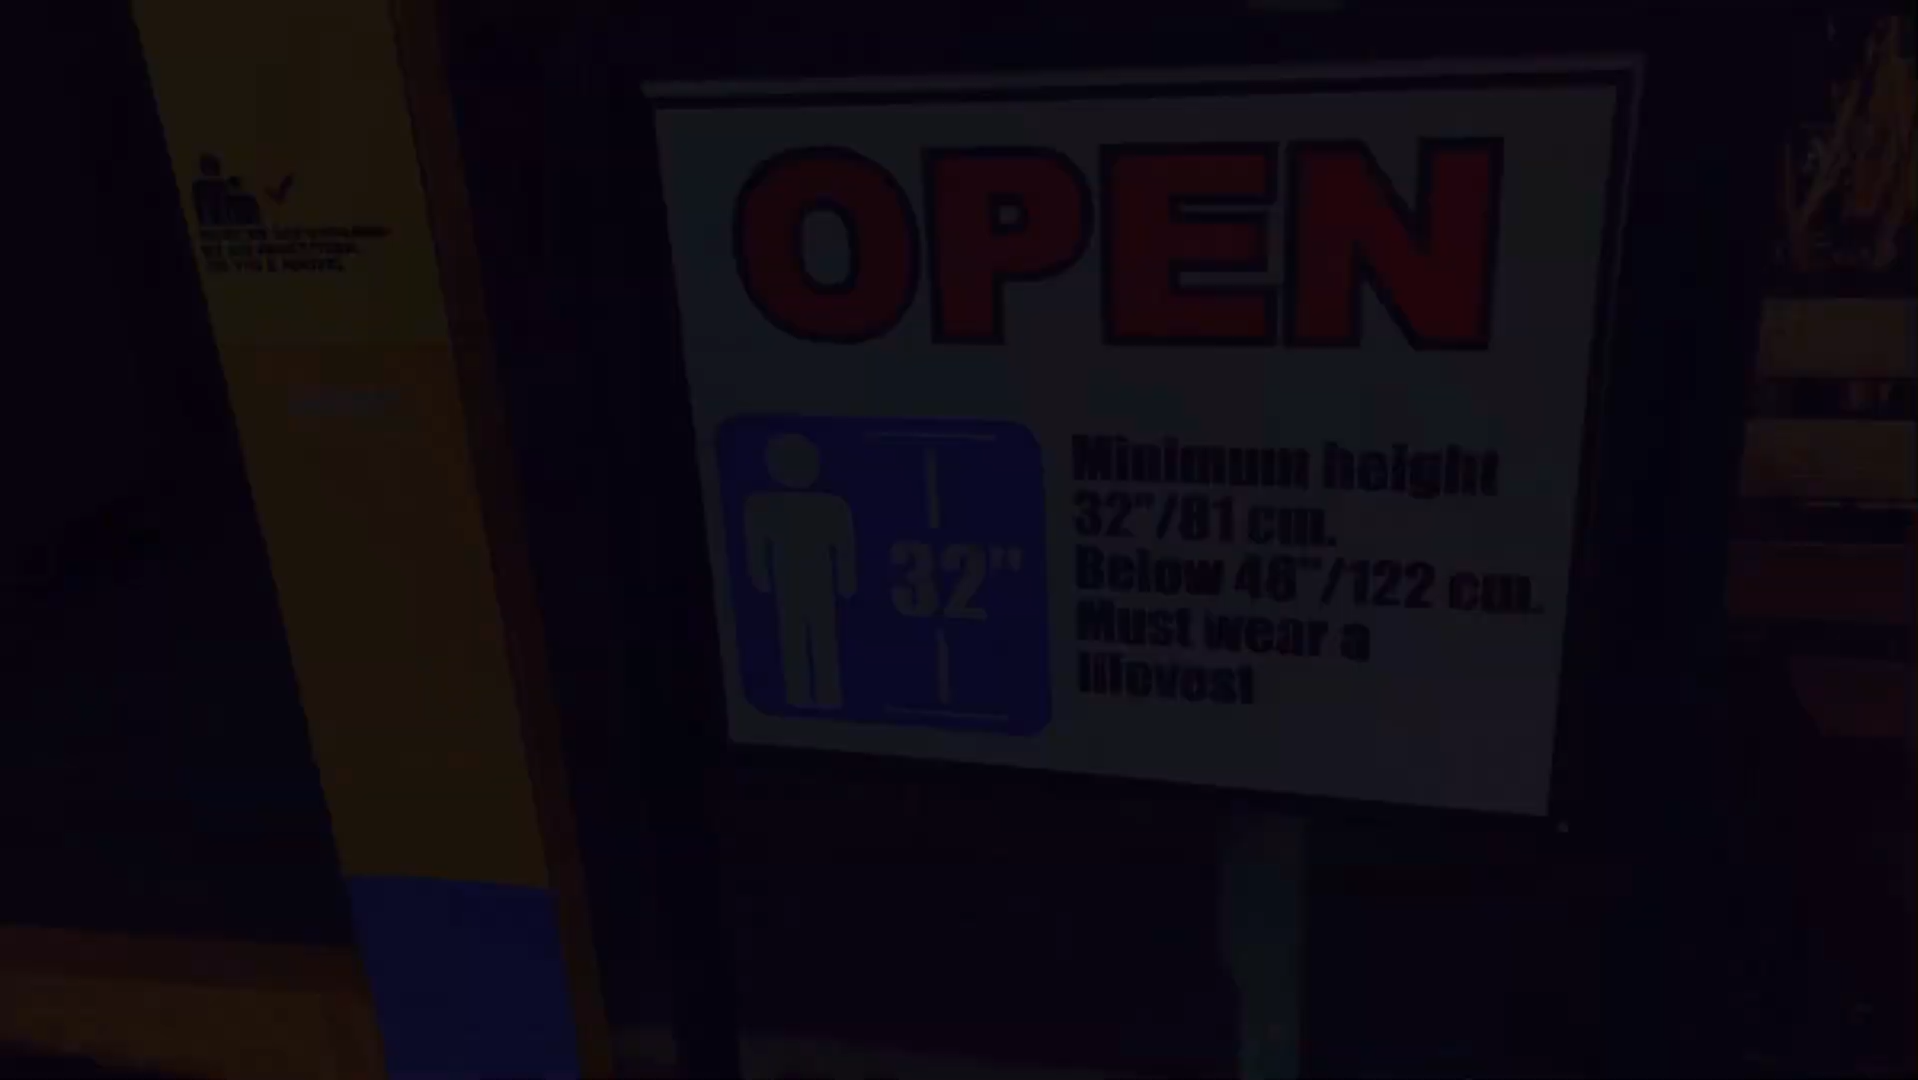 OPEN
32"
Minimum height
32"/81 cm.
Below 48"/122 cm.
Must wear a
lifevest